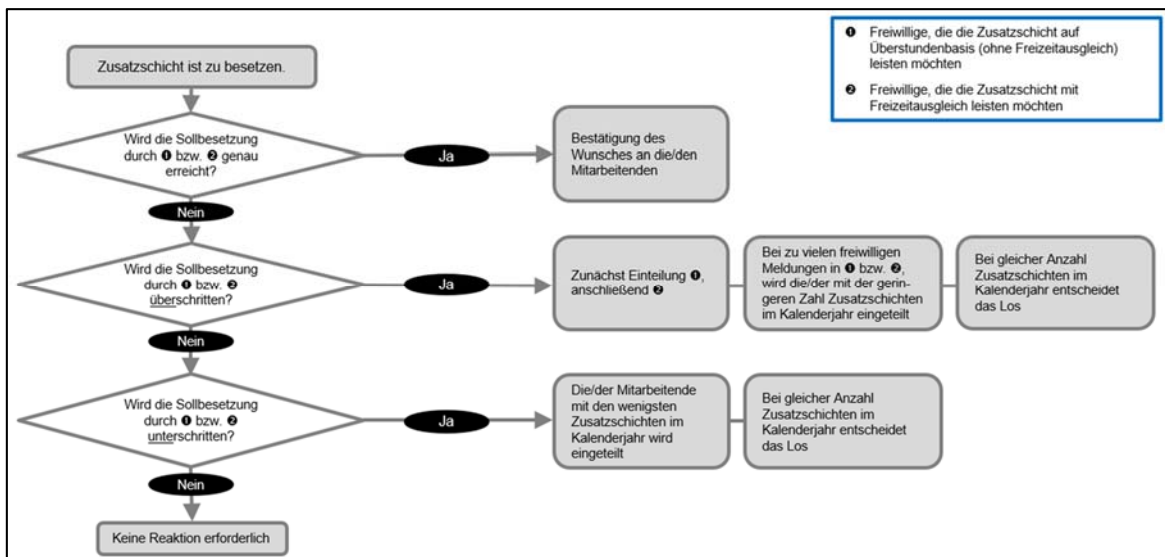 Zusatzschicht ist zu besetzen.
❶ Freiwillige, die die Zusatzschicht auf
Überstundenbasis (ohne Freizeitausgleich)
leisten möchten
❷ Freiwillige, die die Zusatzschicht mit
Freizeitausgleich leisten möchten
Wird die Sollbesetzung
durch ❶ bzw. ❷ genau
erreicht?
Ja
Bestätigung des
Wunsches an die/den
Mitarbeitenden
Nein
Wird die Sollbesetzung
durch ❶ bzw. ❷
überschritten?
Ja
Zunächst Einteilung ❶,
anschließend ❷
Bei zu vielen freiwilligen
Meldungen in ❶ bzw. ❷,
wird die/der mit der gerin-
geren Zahl Zusatzschichten
im Kalenderjahr eingeteilt
Bei gleicher Anzahl
Zusatzschichten im
Kalenderjahr entscheidet
das Los
Nein
Wird die Sollbesetzung
durch ❶ bzw. ❷
unterschritten?
Ja
Die/der Mitarbeitende
mit den wenigsten
Zusatzschichten im
Kalenderjahr wird
eingeteilt
Bei gleicher Anzahl
Zusatzschichten im
Kalenderjahr entscheidet
das Los
Nein
Keine Reaktion erforderlich